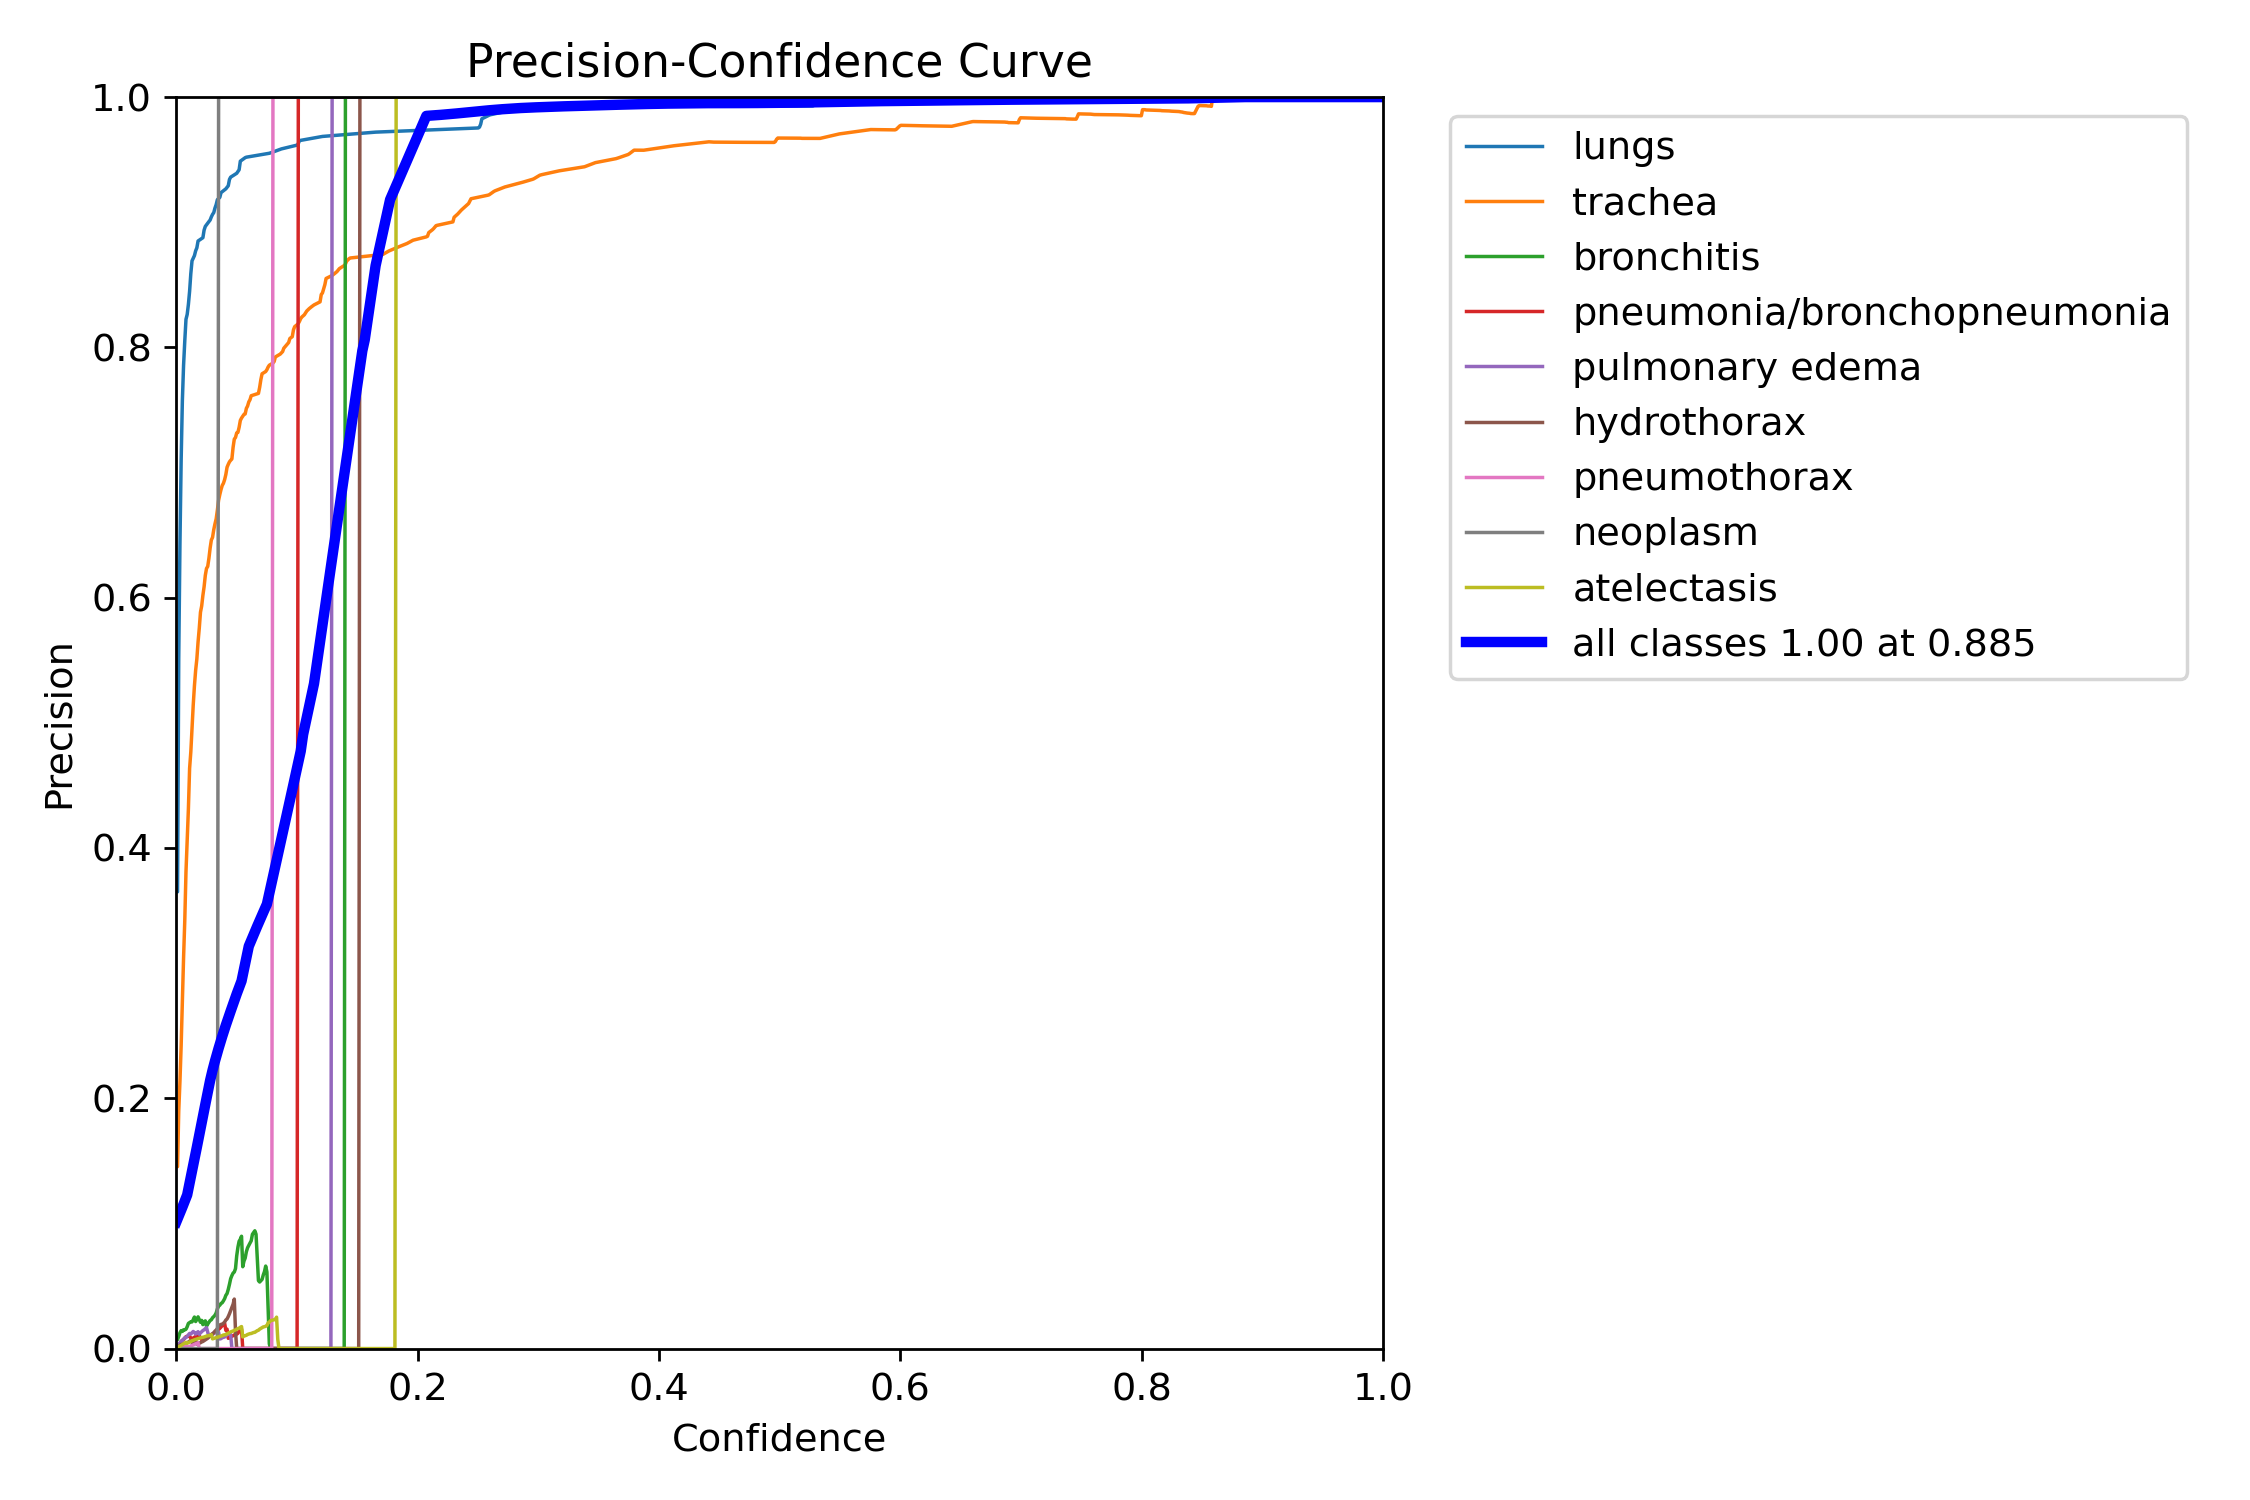 Precision-Confidence Curve
1.0
0.8
0.6
0.4
0.2
0.0
Precision
0.0 0.2 0.4 0.6 0.8 1.0
Confidence
lungs
trachea
bronchitis
pneumonia/bronchopneumonia
pulmonary edema
hydrothorax
pneumothorax
neoplasm
atelectasis
all classes 1.00 at 0.885